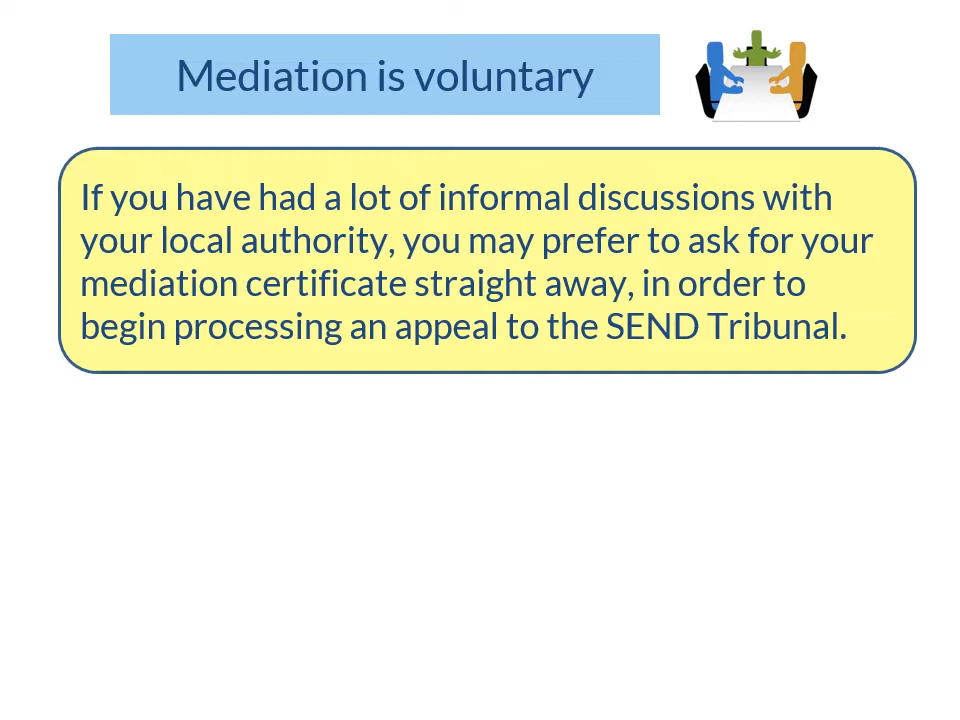 Mediation is voluntary
If you have had a lot of informal discussions with
your local authority, you may prefer to ask for your
mediation certificate straight away, in order to
begin processing an appeal to the SEND Tribunal.